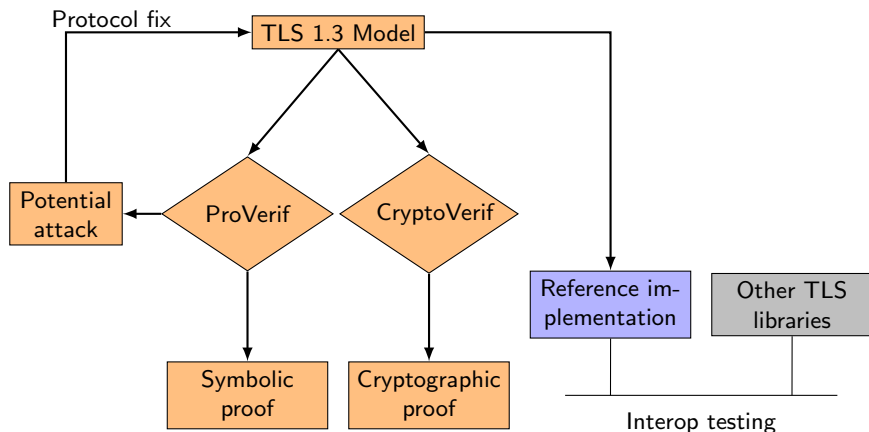 Protocol fix
TLS 1.3 Model
Potential
attack
ProVerif
CryptoVerif
Reference im-
plementation
Other TLS
libraries
Symbolic
proof
Cryptographic
proof
Interop testing